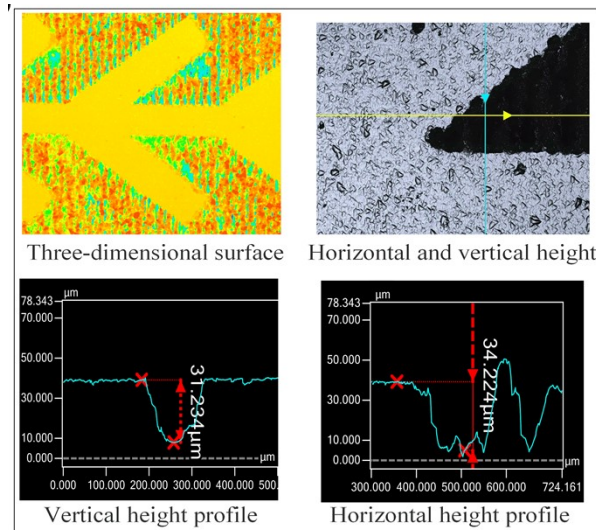 Three-dimensional surface
Horizontal and vertical height
μm
78.343
70.000
50.000
30.000
10.000
0.000
31.234μm
μm
0.000 100.000 200.000 300.000 400.000 500.
Vertical height profile
μm
78.343
70.000
50.000
30.000
10.000
0.000
34.224μm
μm
300.000 400.000 500.000 600.000 724.161
Horizontal height profile